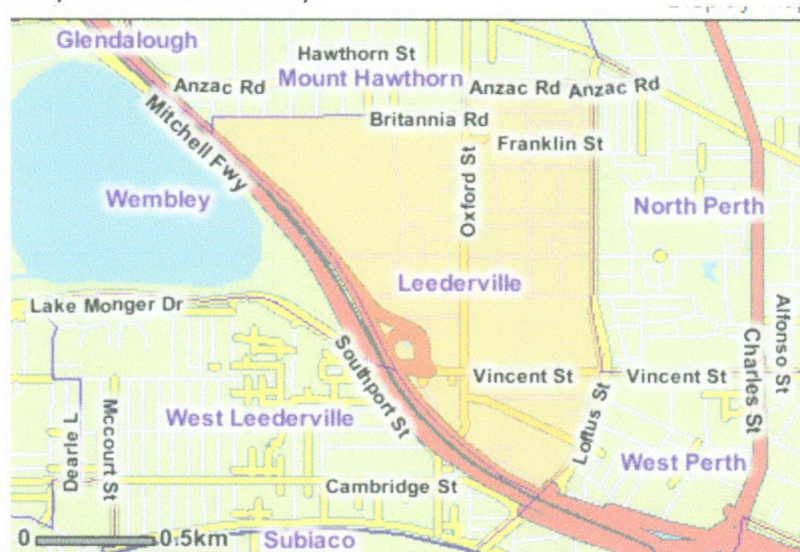 Glendalough
Hawthorn St
Anzac Rd
Mount Hawthorn
Anzac Rd
Anzac Rd
Mitchell Fwy
Britannia Rd
Franklin St
Oxford St
Wembley
North Perth
Leederville
Lake Monger Dr
Alfonso St
Charles St
Southport St
Vincent St
Vincent St
West Leederville
Loftus St
Dearle L
Mccourt St
West Perth
Cambridge St
0
0.5km
Subiaco